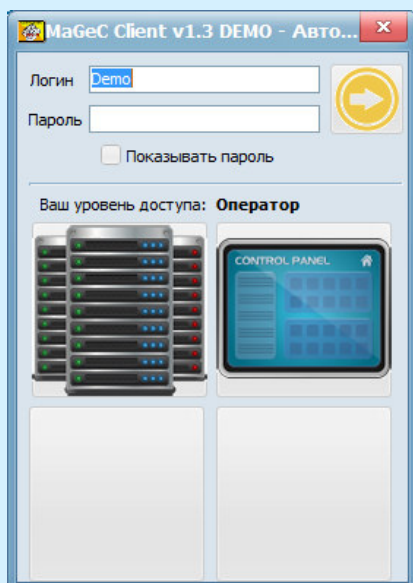 MaGeC Client v1.3 DEMO - Авто...
Логин Demo
Пароль
Показывать пароль
Ваш уровень доступа: Оператор
CONTROL PANEL